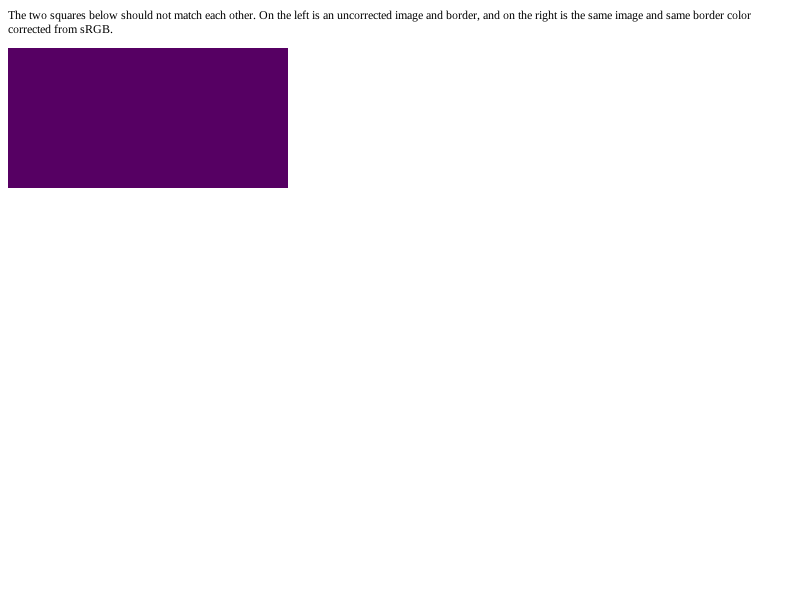 The two squares below should not match each other. On the left is an uncorrected image and border, and on the right is the same image and same border color
corrected from sRGB.